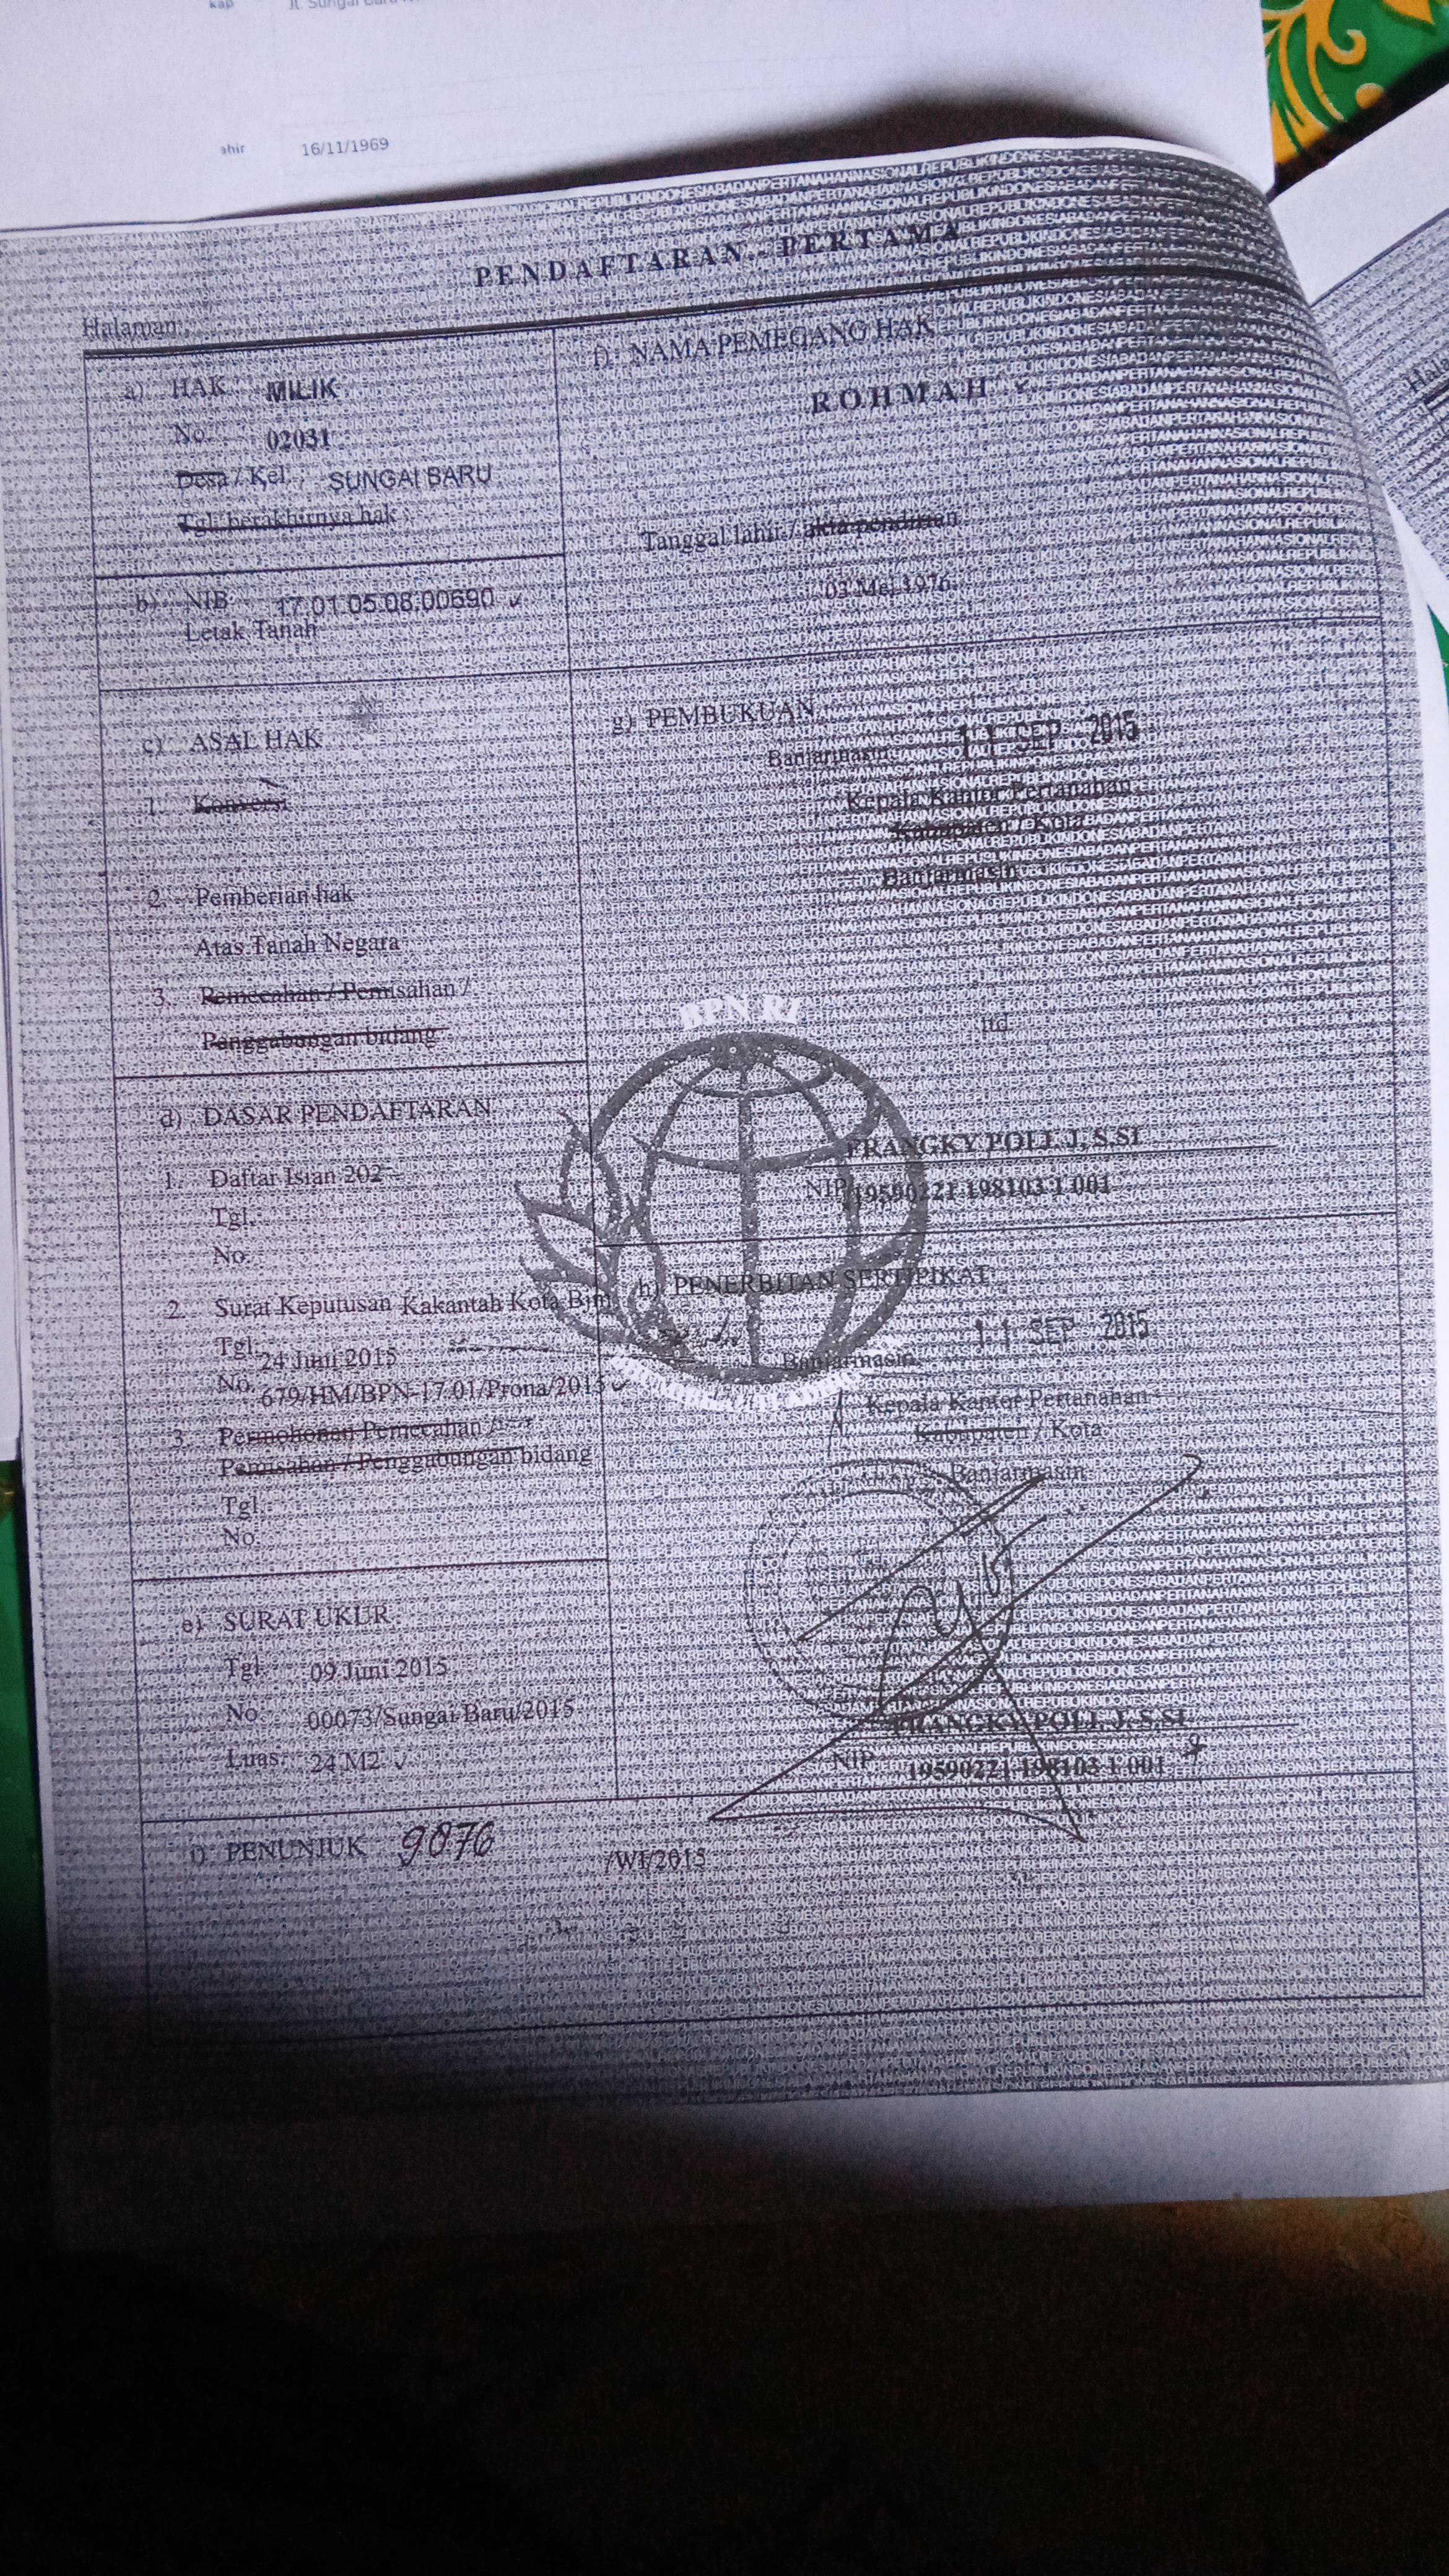 kap
ahir 16/11/1969
PENDAFTARAN - PERTAMA
Halaman :
a) HAK : MILIK
No. : 02031
Desa / Kel. : SUNGAI BARU
Tgl. berakhirnya hak :
b) NIB 17.01.05.08.00690
Letak Tanah
c) ASAL HAK
1. Konversi
2. Pemberian hak
Atas Tanah Negara
3. Pemecahan / Pemisahan /
Penggabungan bidang
d) DASAR PENDAFTARAN
1. Daftar Isian 202
Tgl.
No.
2. Surat Keputusan Kakantah Kota Bjm
Tgl. 24 Juni 2015
No. 679/HM/BPN-17.01/Prona/2015
3. Permohonan Pemecahan /
Pemisahan / Penggabungan bidang
Tgl.
No.
e) SURAT UKUR
Tgl. 09 Juni 2015
No. 00073/Sungai Baru/2015
Luas. 24 M2
f) NAMA PEMEGANG HAK
ROHMAH
Tanggal lahir / akta pendirian
03 Mei 1976
g) PEMBUKUAN
Banjarmasin, SEP 2015
Kepala Kantor Pertanahan
Kabupaten / Kota
Banjarmasin
ttd
FRANGKY POLI. J, S.SI
NIP. 19590221 198103 1 001
BPN RI
h) PENERBITAN SERTIPIKAT
Banjarmasin, 11 SEP 2015
Kepala Kantor Pertanahan
Kabupaten / Kota
Banjarmasin
FRANGKY POLI. J, S.SI
NIP. 19590221 198103 1 001
i) PENUNJUK 9876 /WI/2015
BADANPERTANAHANNASIONALREPUBLIKINDONESIA